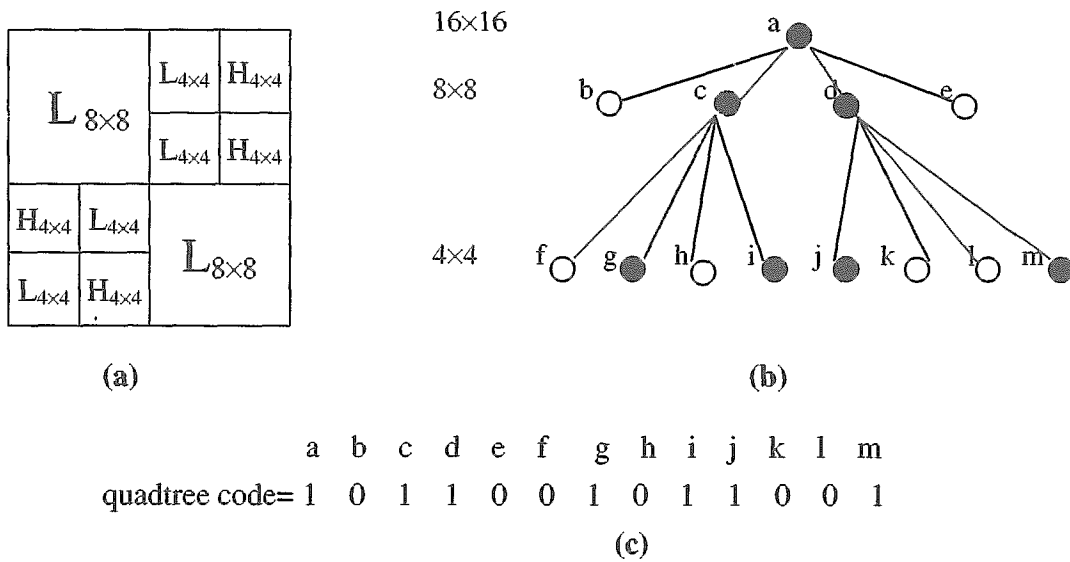 L8×8 L4×4 H4×4
L4×4 H4×4
H4×4 L4×4 L8×8
L4×4 H4×4
(a)
16×16 a
8×8 b c d e
4×4 f g h i j k l m
(b)
a b c d e f g h i j k l m
quadtree code= 1 0 1 1 0 0 1 0 1 1 0 0 1
(c)